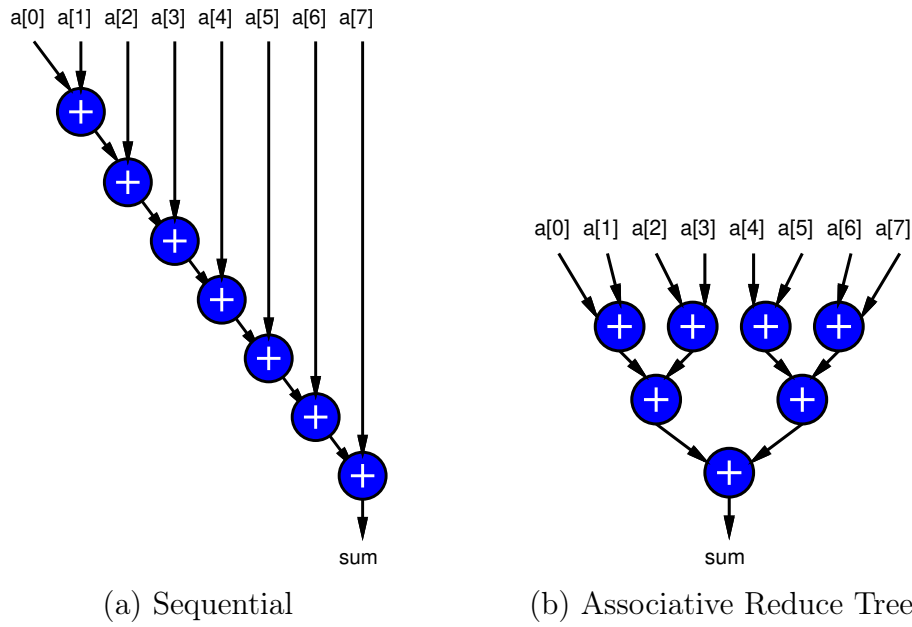 a[0] a[1] a[2] a[3] a[4] a[5] a[6] a[7]
+
+
+
+
+
+
+
sum
(a) Sequential
a[0] a[1] a[2] a[3] a[4] a[5] a[6] a[7]
+ + + +
+ +
+
sum
(b) Associative Reduce Tree